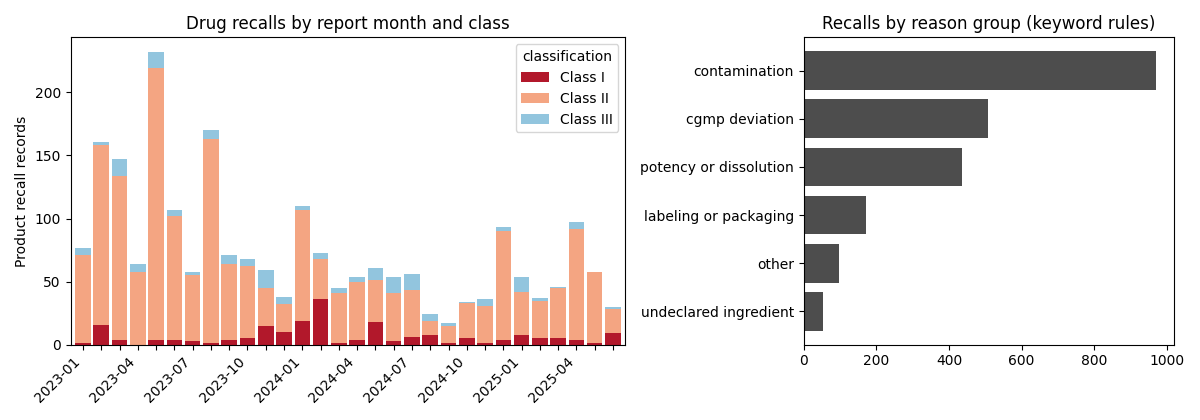 Drug recalls by report month and class
Product recall records
200
150
100
50
0
classification
Class I
Class II
Class III
2023-01
2023-04
2023-07
2023-10
2024-01
2024-04
2024-07
2024-10
2025-01
2025-04
Recalls by reason group (keyword rules)
contamination
cgmp deviation
potency or dissolution
labeling or packaging
other
undeclared ingredient
0
200
400
600
800
1000